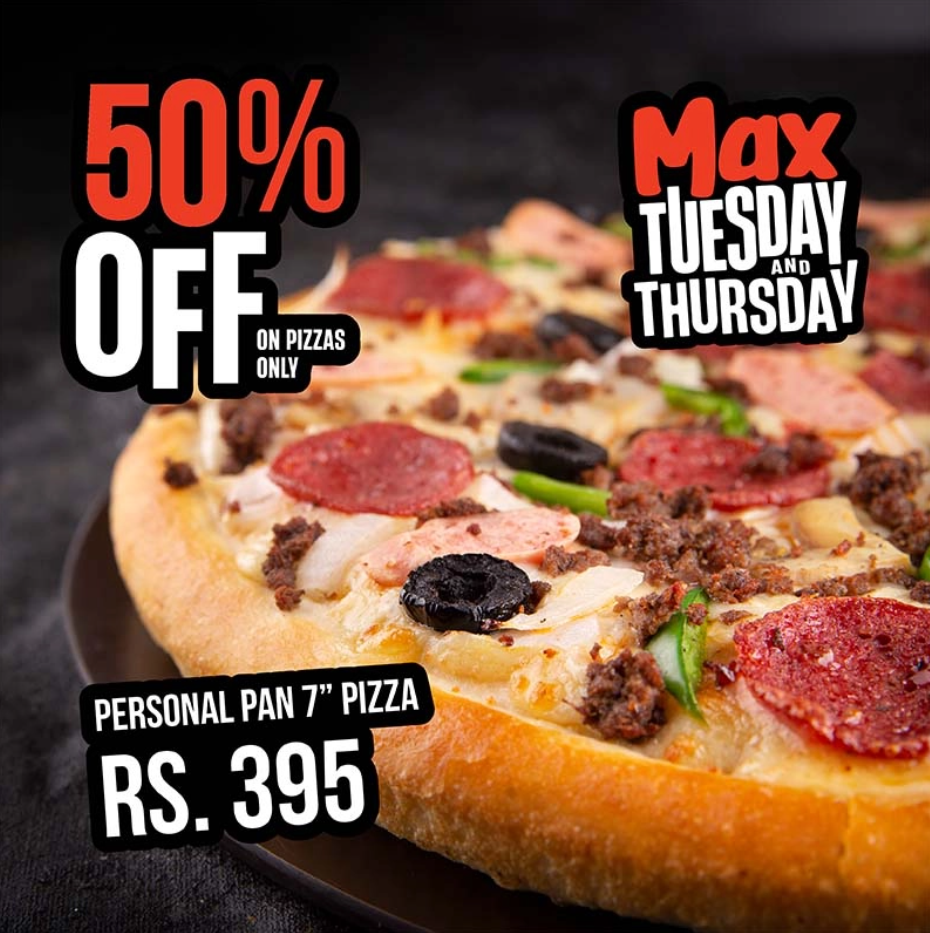 50%
OFF
ON PIZZAS
ONLY
Max
TUESDAY
AND
THURSDAY
PERSONAL PAN 7” PIZZA
RS. 395